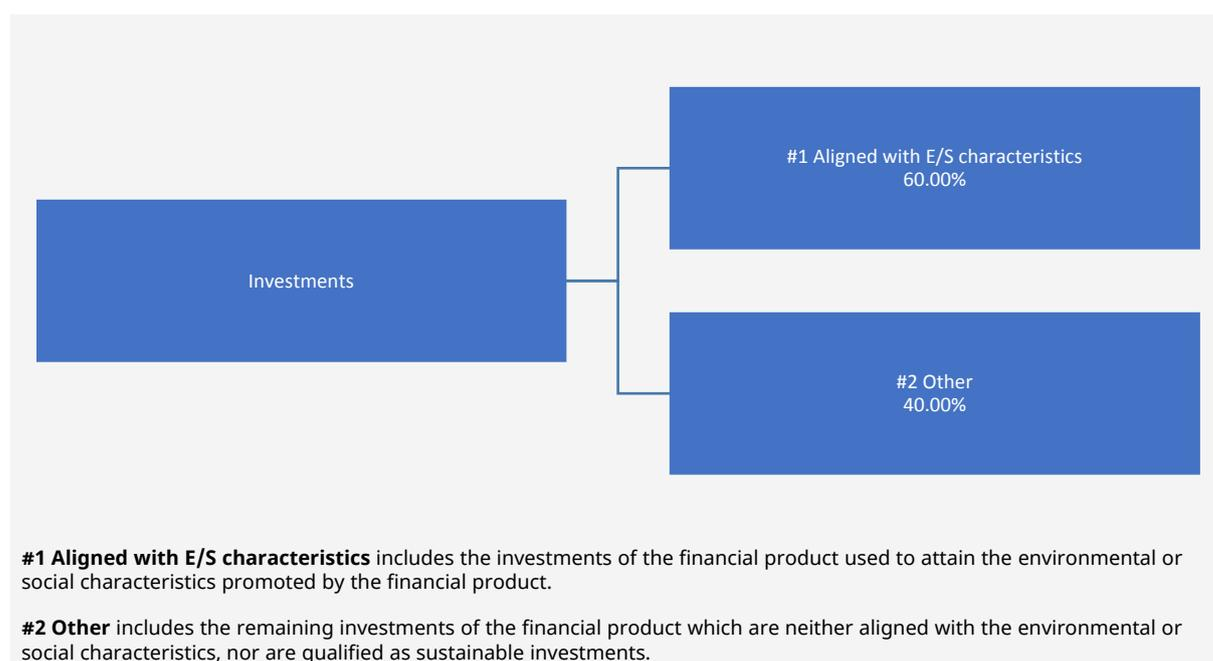 #1 Aligned with E/S characteristics
60.00%
Investments
#2 Other
40.00%
#1 Aligned with E/S characteristics includes the investments of the financial product used to attain the environmental or
social characteristics promoted by the financial product.
#2 Other includes the remaining investments of the financial product which are neither aligned with the environmental or
social characteristics, nor are qualified as sustainable investments.